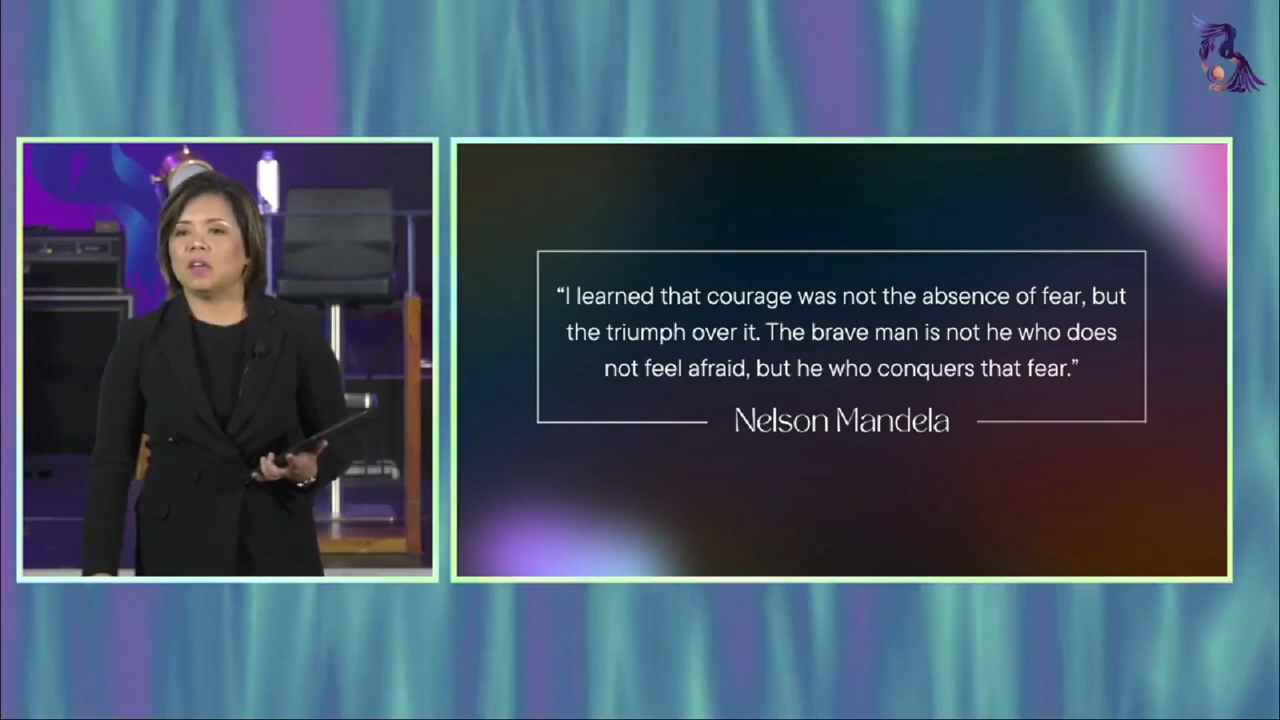 “I learned that courage was not the absence of fear, but
the triumph over it. The brave man is not he who does
not feel afraid, but he who conquers that fear.”
Nelson Mandela